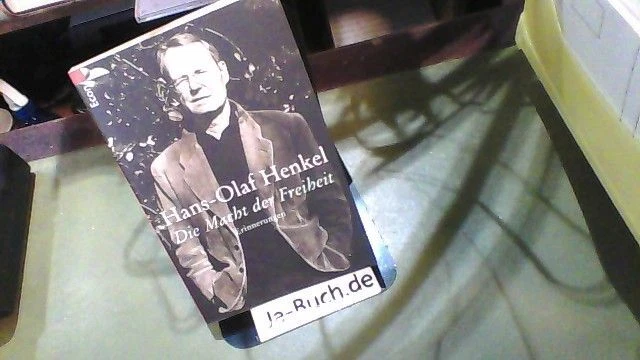 Econ
Hans-Olaf Henkel
Die Macht der Freiheit
Erinnerungen
Ja-Buch.de